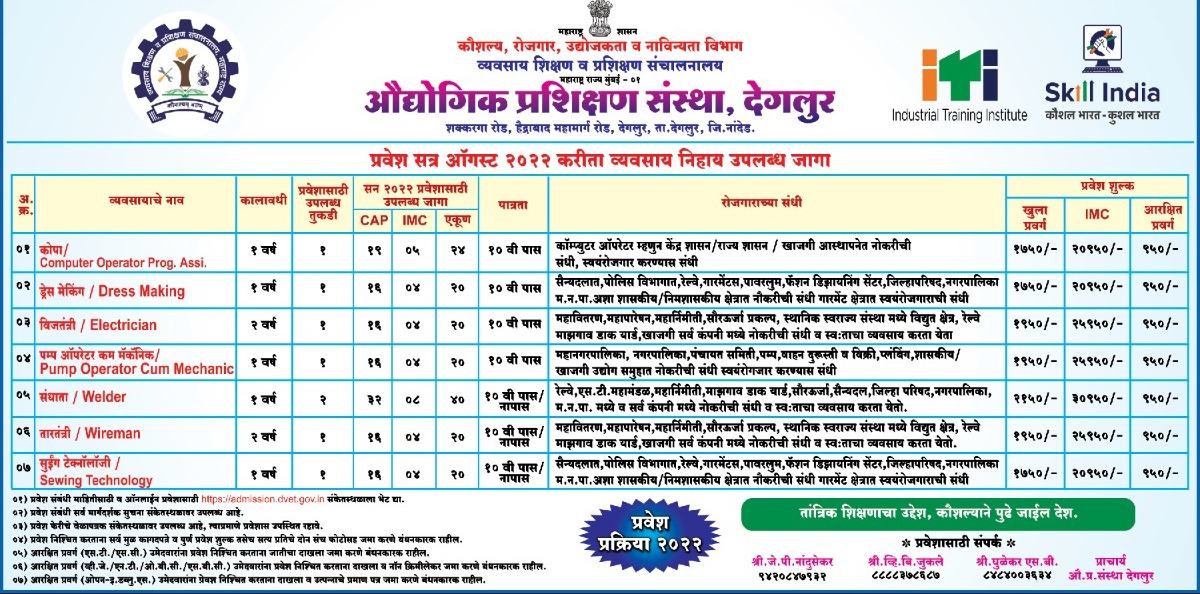 महाराष्ट्र शासन
कौशल्य, रोजगार, उद्योजकता व नाविन्यता विभाग
व्यवसाय शिक्षण व प्रशिक्षण संचालनालय
महाराष्ट्र राज्य मुंबई - ०१
औद्योगिक प्रशिक्षण संस्था, देगलुर
शक्करगा रोड, हैद्राबाद महामार्ग रोड, देगलुर, ता.देगलुर, जि.नांदेड.
iTi
Industrial Training Institute
Skill India
कौशल भारत - कुशल भारत
प्रवेश सत्र ऑगस्ट २०२२ करीता व्यवसाय निहाय उपलब्ध जागा
अ. क्र. व्यवसायाचे नाव कालावधी प्रवेशासाठी उपलब्ध तुकडी सन २०२२ प्रवेशासाठी उपलब्ध जागा पात्रता रोजगाराच्या संधी प्रवेश शुल्क
CAP IMC एकूण खुला प्रवर्ग IMC आरक्षित प्रवर्ग
०१ कोपा/ १ वर्ष १ १९ ०५ २४ १० वी पास कॉम्प्युटर ऑपरेटर म्हणुन केंद्र शासन/राज्य शासन / खाजगी आस्थापनेत नोकरीची १७५०/- २०९५०/- ९५०/-
Computer Operator Prog. Assi. संधी, स्वयंरोजगार करण्यास संधी
०२ ड्रेस मेकिंग / Dress Making १ वर्ष १ १६ ०४ २० १० वी पास सैन्यदलात,पोलिस विभागात,रेल्वे,गारमेंटस,पावरलुम,फॅशन डिझायनिंग सेंटर,जिल्हापरिषद,नगरपालिका १७५०/- २०९५०/- ९५०/-
म.न.पा.अशा शासकीय/निमशासकीय क्षेत्रात नौकरीची संधी गारमेंट क्षेत्रात स्वयंरोजगाराची संधी
०३ विजतंत्री / Electrician २ वर्ष १ १६ ०४ २० १० वी पास महावितरण,महापारेषन,महार्निमीती,सौरऊर्जा प्रकल्प, स्थानिक स्वराज्य संस्था मध्ये विद्युत क्षेत्र, रेल्वे १९५०/- २५९५०/- ९५०/-
माझगाव डाक यार्ड, खाजगी सर्व कंपनी मध्ये नोकरीची संधी व स्वःताचा व्यवसाय करता येता
०४ पम्प ऑपरेटर कम मकॅनिक/ १ वर्ष १ १६ ०४ २० १० वी पास महानगरपालिका, नगरपालिका,पंचायत समिती,पम्प,वाहन दुरूस्ती व विक्री,प्लंबिंग,शासकीय/ १९५०/- २५९५०/- ९५०/-
Pump Operator Cum Mechanic खाजगी उद्योग समुहात नोकरीची संधी स्वयंरोगजार करण्यास संधी
०५ संधाता / Welder १ वर्ष २ ३२ ०८ ४० १० वी पास/ नापास रेल्वे,एस.टी.महामंडळ,महार्निमीती,माझगाव डाक यार्ड,सौरऊर्जा,सैन्यदल,जिल्हा परिषद,नगरपालिका, २१५०/- ३०९५०/- ९५०/-
म.न.पा. मध्ये व सर्व कंपनी मध्ये नोकरीची संधी व स्वःताचा व्यवसाय करता येतो.
०६ तारतंत्री / Wireman २ वर्ष १ १६ ०४ २० १० वी पास/ नापास महावितरण,महापारेषन,महार्निमीती,सौरऊर्जा प्रकल्प, स्थानिक स्वराज्य संस्था मध्ये विद्युत क्षेत्र, रेल्वे १९५०/- २५९५०/- ९५०/-
माझगाव डाक यार्ड,खाजगी सर्व कंपनी मध्ये नोकरीची संधी व स्वःताचा व्यवसाय करता येतो.
०७ सुईंग टेक्नॉलॉजी / १ वर्ष १ १६ ०४ २० १० वी पास/ नापास सैन्यदलात,पोलिस विभागात,रेल्वे,गारमेंटस,पावरलुम,फॅशन डिझायनिंग सेंटर,जिल्हापरिषद,नगरपालिका १७५०/- २०९५०/- ९५०/-
Sewing Technology म.न.पा.अशा शासकीय/निमशासकीय क्षेत्रात नौकरीची संधी गारमेंट क्षेत्रात स्वयंरोजगाराची संधी
०१) प्रवेश संबंधी माहितीसाठी व ऑनलाईन प्रवेशासाठी https://admission.dvet.gov.in संकेतस्थळाला भेट द्या.
०२) प्रवेश संबंधी सर्व मार्गदर्शक सुचना संकेतस्थळावर उपलब्ध आहे.
०३) प्रवेश फेरीचे वेळापत्रक संकेतस्थळावर उपलब्ध आहे, त्याप्रमाणे प्रवेशास उपस्थित रहावे.
०४) प्रवेश निश्चित करताना सर्व मुळ कागदपत्रे व पुर्ण प्रवेश शुल्क तसेच सत्य प्रतिचे दोन संच फोटोसह जमा करणे बंधनकारक राहील.
०५) आरक्षित प्रवर्ग (एस.टी./एस.सी.) उमेदवारांना प्रवेश निश्चित करताना जातीचा दाखला जमा करणे बंधनकारक राहील.
०६) आरक्षित प्रवर्ग (व्ही.जे./एन.टी./ओ.बी.सी./एस.बी.सी.) उमेदवारांना प्रवेश निश्चित करताना दाखला व नॉन क्रिमीलेकर जमा करणे बंधनकारक राहील.
०७) आरक्षित प्रवर्ग (ओपन-इ.डब्लु.एस.) उमेदवारांना प्रवेश निश्चित करताना दाखला व उत्पन्नाचे प्रमाण पत्र जमा करणे बंधनकारक राहील.
प्रवेश
प्रक्रिया २०२२
तांत्रिक शिक्षणाचा उद्देश, कौशल्याने पुढे जाईल देश.
* प्रवेशासाठी संपर्क *
श्री.जे.पी.नांदुसेकर श्री.व्हि.बि.जुकले श्री.घुळेकर एस.बी. प्राचार्य
९४२०८४७९३२ ८८८८३७८६८७ ८४८४००३६३४ औ.प्र.संस्था देगलुर